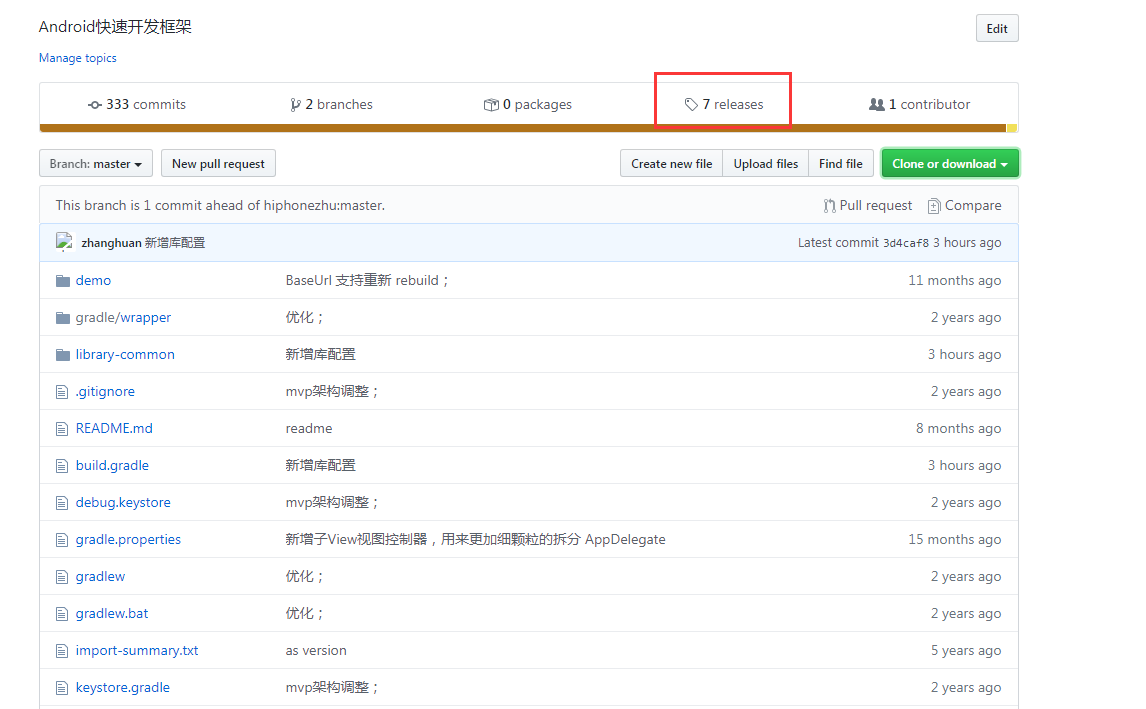 Android快速开发框架
Edit
Manage topics
333 commits 2 branches 0 packages 7 releases 1 contributor
Branch: master New pull request Create new file Upload files Find file Clone or download
This branch is 1 commit ahead of hiphonezhu:master. Pull request Compare
zhanghuan 新增库配置 Latest commit 3d4caf8 3 hours ago
demo BaseUrl 支持重新 rebuild； 11 months ago
gradle/wrapper 优化； 2 years ago
library-common 新增库配置 3 hours ago
.gitignore mvp架构调整； 2 years ago
README.md readme 8 months ago
build.gradle 新增库配置 3 hours ago
debug.keystore mvp架构调整； 2 years ago
gradle.properties 新增子View视图控制器，用来更加细颗粒的拆分 AppDelegate 15 months ago
gradlew 优化； 2 years ago
gradlew.bat 优化； 2 years ago
import-summary.txt as version 5 years ago
keystore.gradle mvp架构调整； 2 years ago